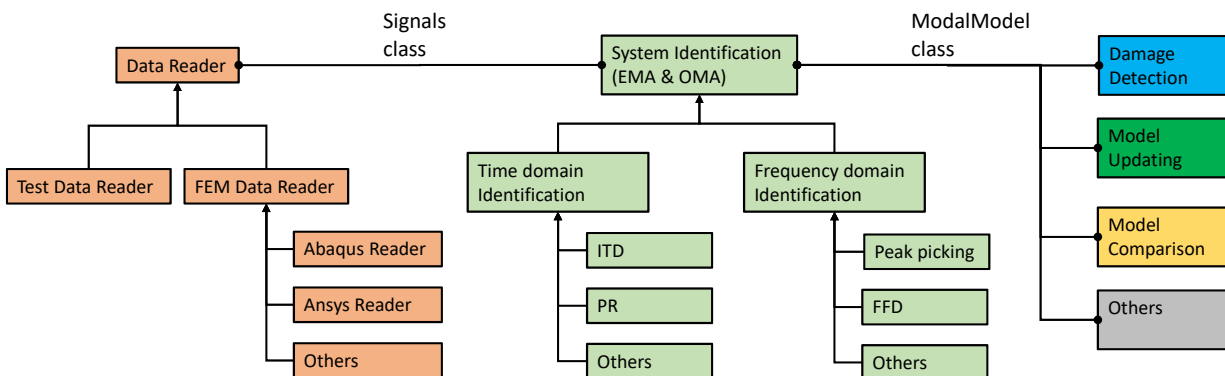 Signals
class
ModalModel
class
Data Reader
System Identification
(EMA & OMA)
Damage
Detection
Test Data Reader
FEM Data Reader
Time domain
Identification
Frequency domain
Identification
Model
Updating
Abaqus Reader
ITD
Peak picking
Model
Comparison
Ansys Reader
PR
FFD
Others
Others
Others
Others